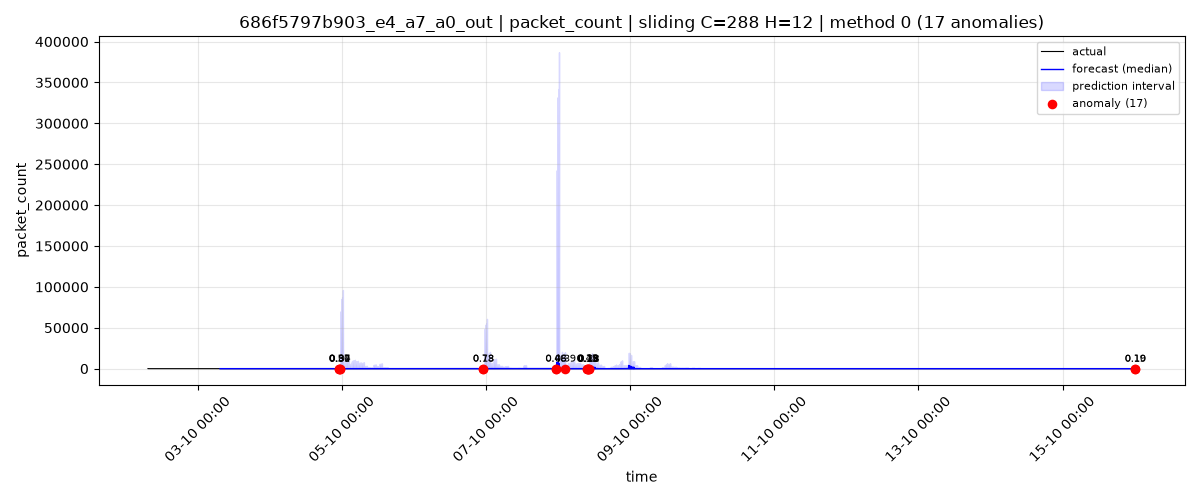 686f5797b903_e4_a7_a0_out | packet_count | sliding C=288 H=12 | method 0 (17 anomalies)
actual
forecast (median)
prediction interval
anomaly (17)
packet_count
400000
350000
300000
250000
200000
150000
100000
50000
0
0.19
03-10 00:00
05-10 00:00
07-10 00:00
09-10 00:00
11-10 00:00
13-10 00:00
15-10 00:00
time